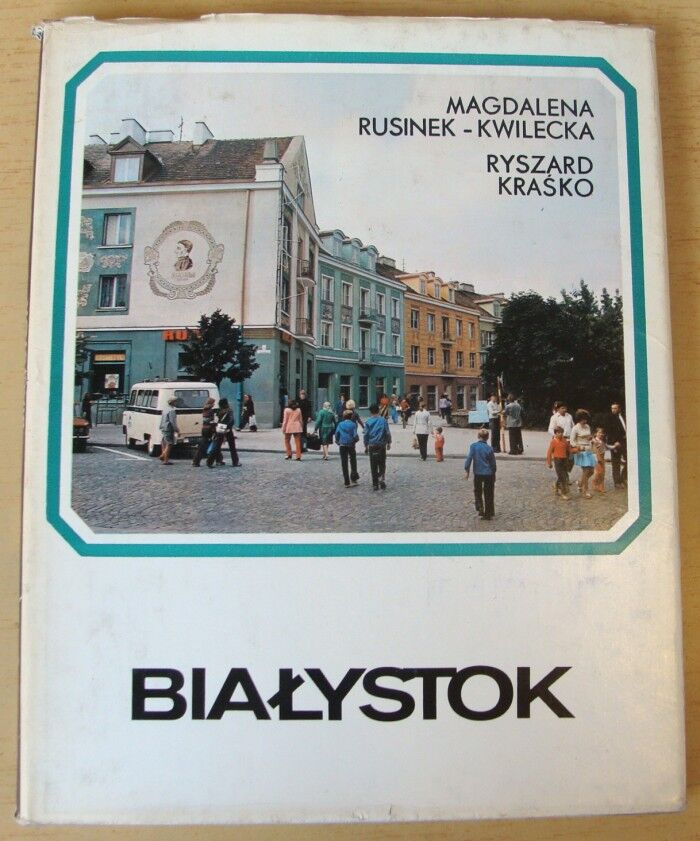 MAGDALENA
RUSINEK - KWILECKA
RYSZARD
KRAŚKO
BIAŁYSTOK